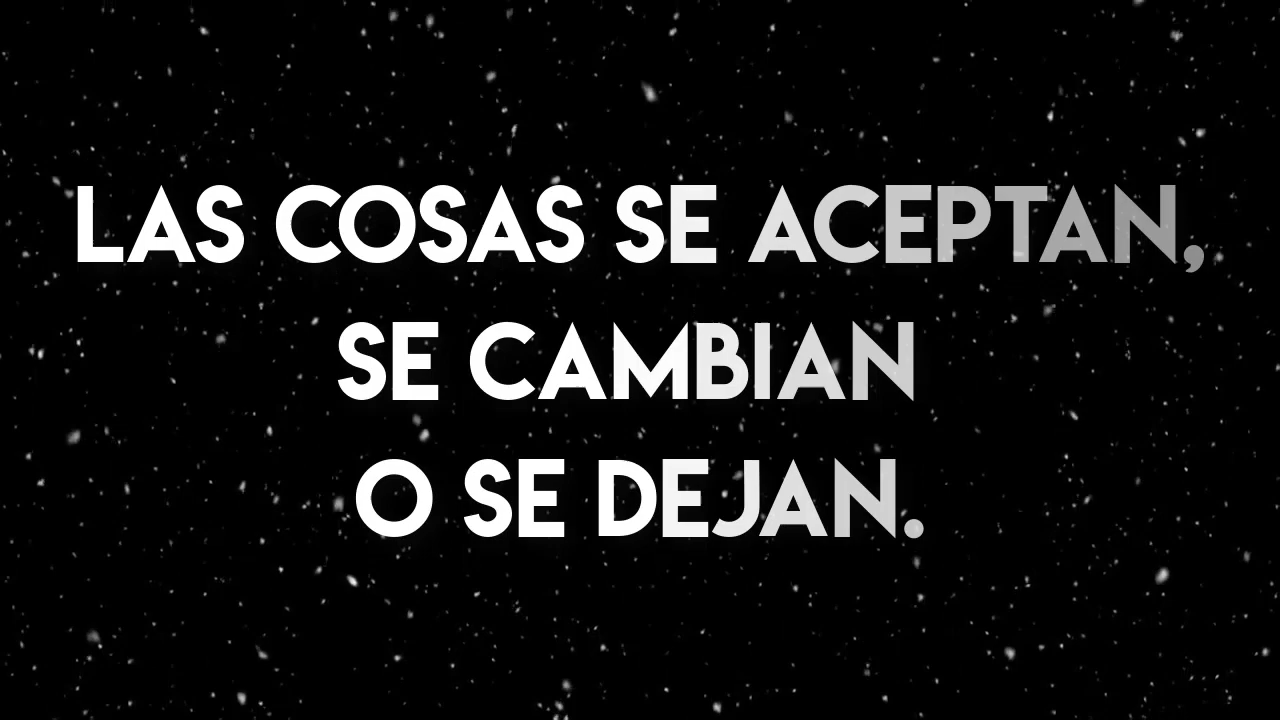 LAS COSAS SE ACEPTAN,
SE CAMBIAN
O SE DEJAN.